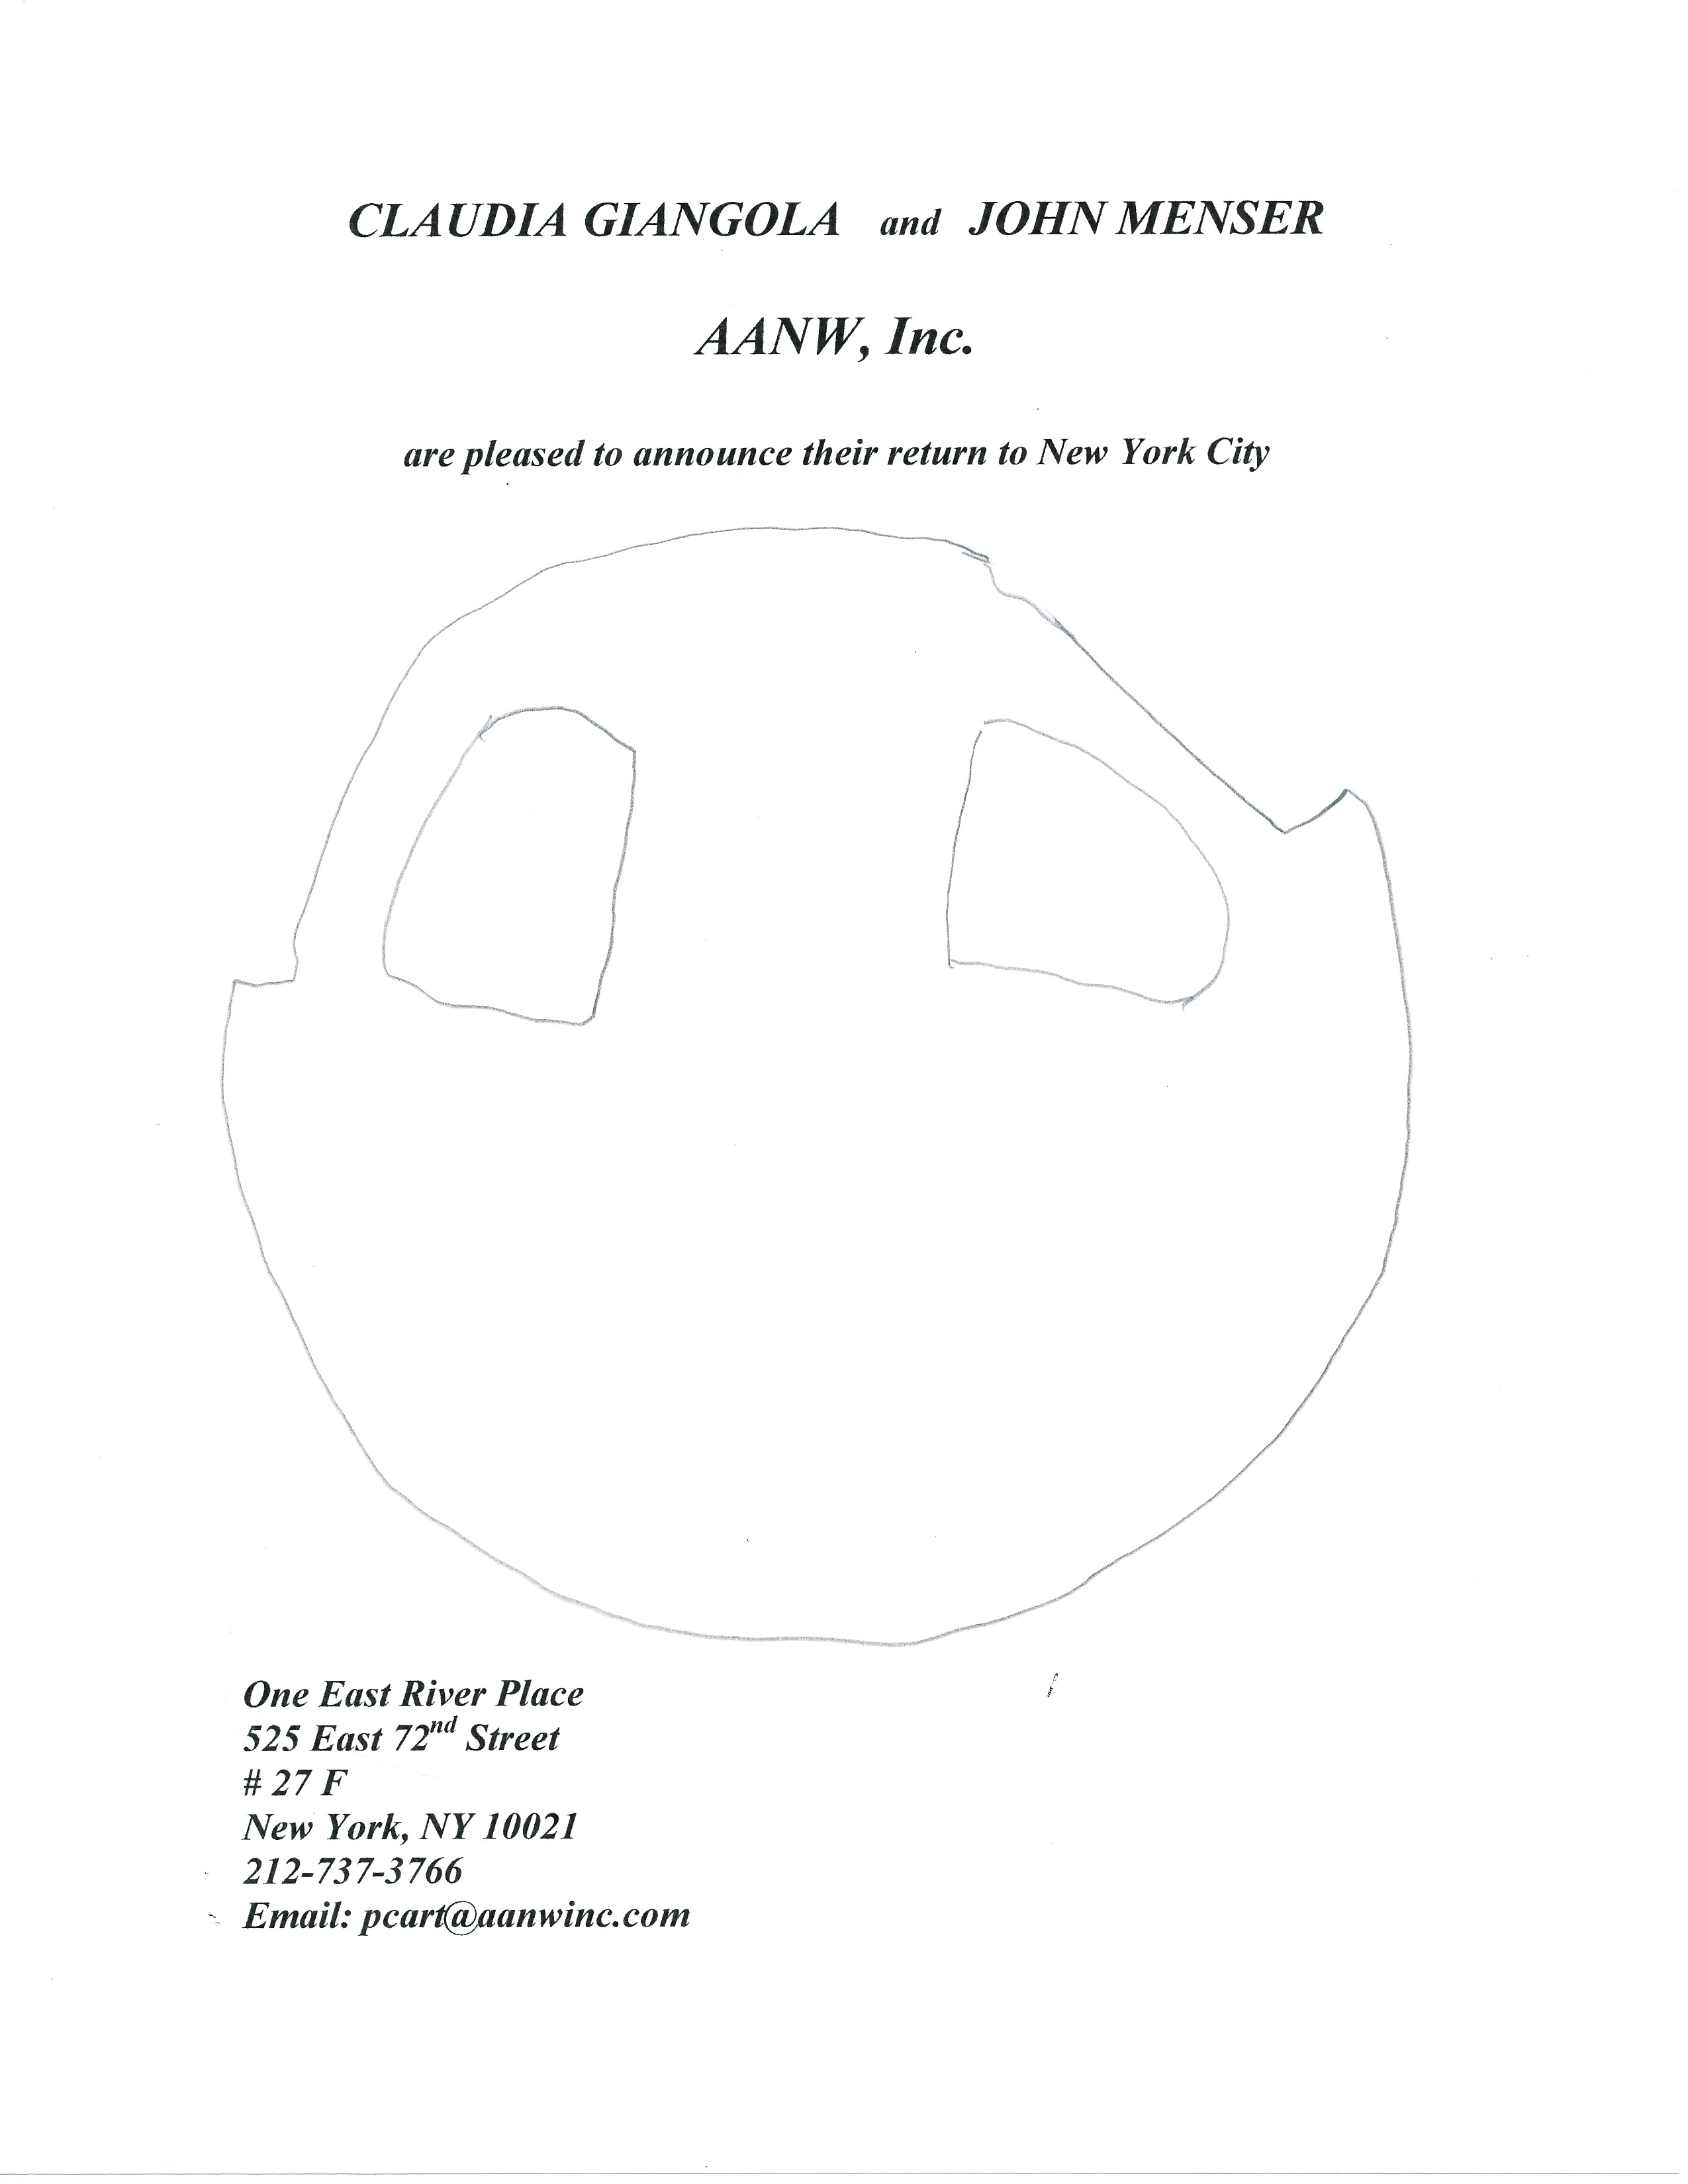 CLAUDIA GIANGOLA and JOHN MENSER
AANW, Inc.
are pleased to announce their return to New York City
One East River Place
525 East 72nd Street
# 27 F
New York, NY 10021
212-737-3766
Email: pcart@aanwinc.com